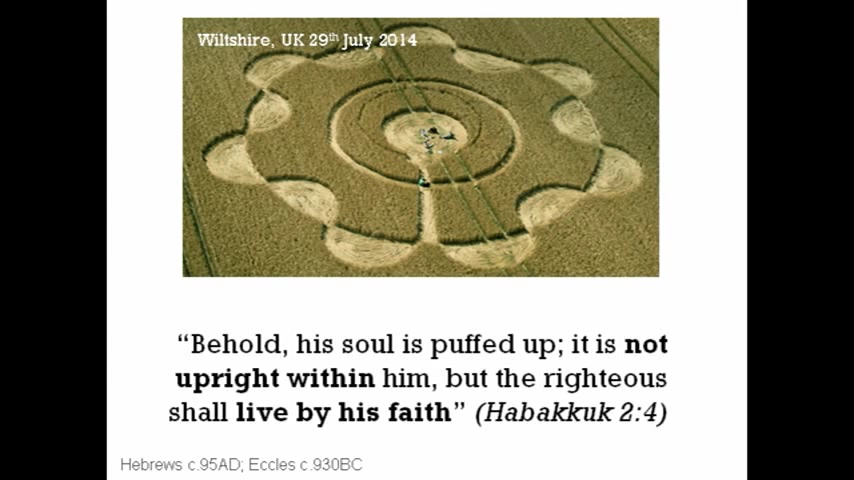 Wiltshire, UK 29th July 2014
“Behold, his soul is puffed up; it is not
upright within him, but the righteous
shall live by his faith” (Habakkuk 2:4)
Hebrews c.95AD; Eccles c.930BC